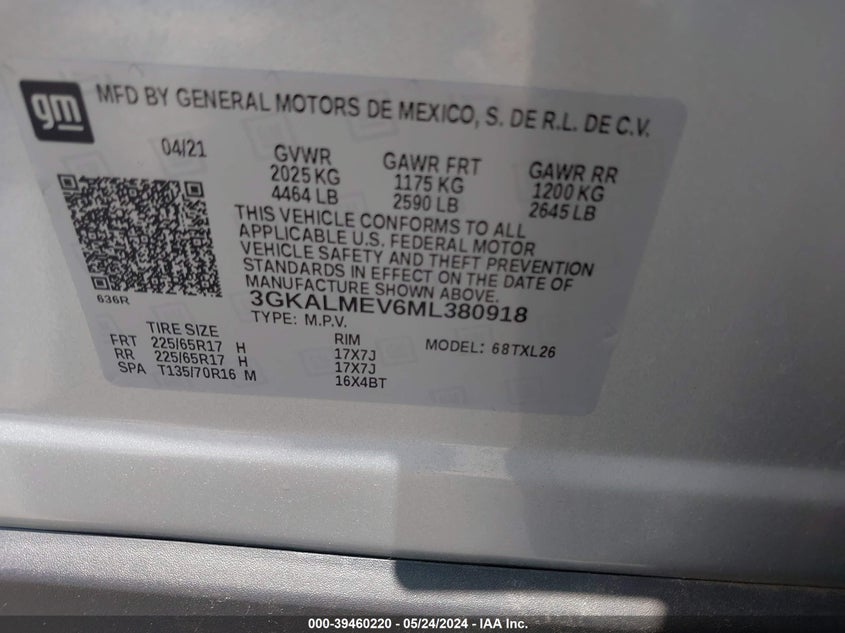 gm
MFD BY GENERAL MOTORS DE MEXICO, S. DE R.L. DE C.V.
04/21 GVWR GAWR FRT GAWR RR
2025 KG 1175 KG 1200 KG
4464 LB 2590 LB 2645 LB
THIS VEHICLE CONFORMS TO ALL
APPLICABLE U.S. FEDERAL MOTOR
VEHICLE SAFETY AND THEFT PREVENTION
STANDARDS IN EFFECT ON THE DATE OF
MANUFACTURE SHOWN ABOVE.
636R
3GKALMEV6ML380918
TYPE: M.P.V. MODEL: 68TXL26
TIRE SIZE RIM
FRT 225/65R17 H 17X7J
RR 225/65R17 H 17X7J
SPA T135/70R16 M 16X4BT
000-39460220 - 05/24/2024 - IAA Inc.